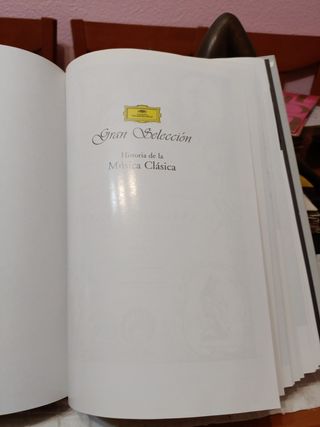 Gran Selección
Historia de la
Música Clásica